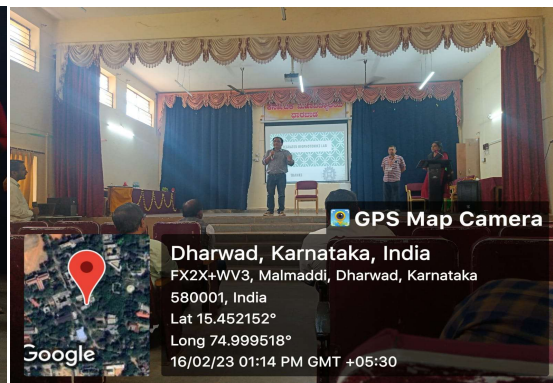 GPS Map Camera
Dharwad, Karnataka, India
FX2X+WV3, Malmaddi, Dharwad, Karnataka
580001, India
Lat 15.452152°
Long 74.999518°
16/02/23 01:14 PM GMT +05:30
Google